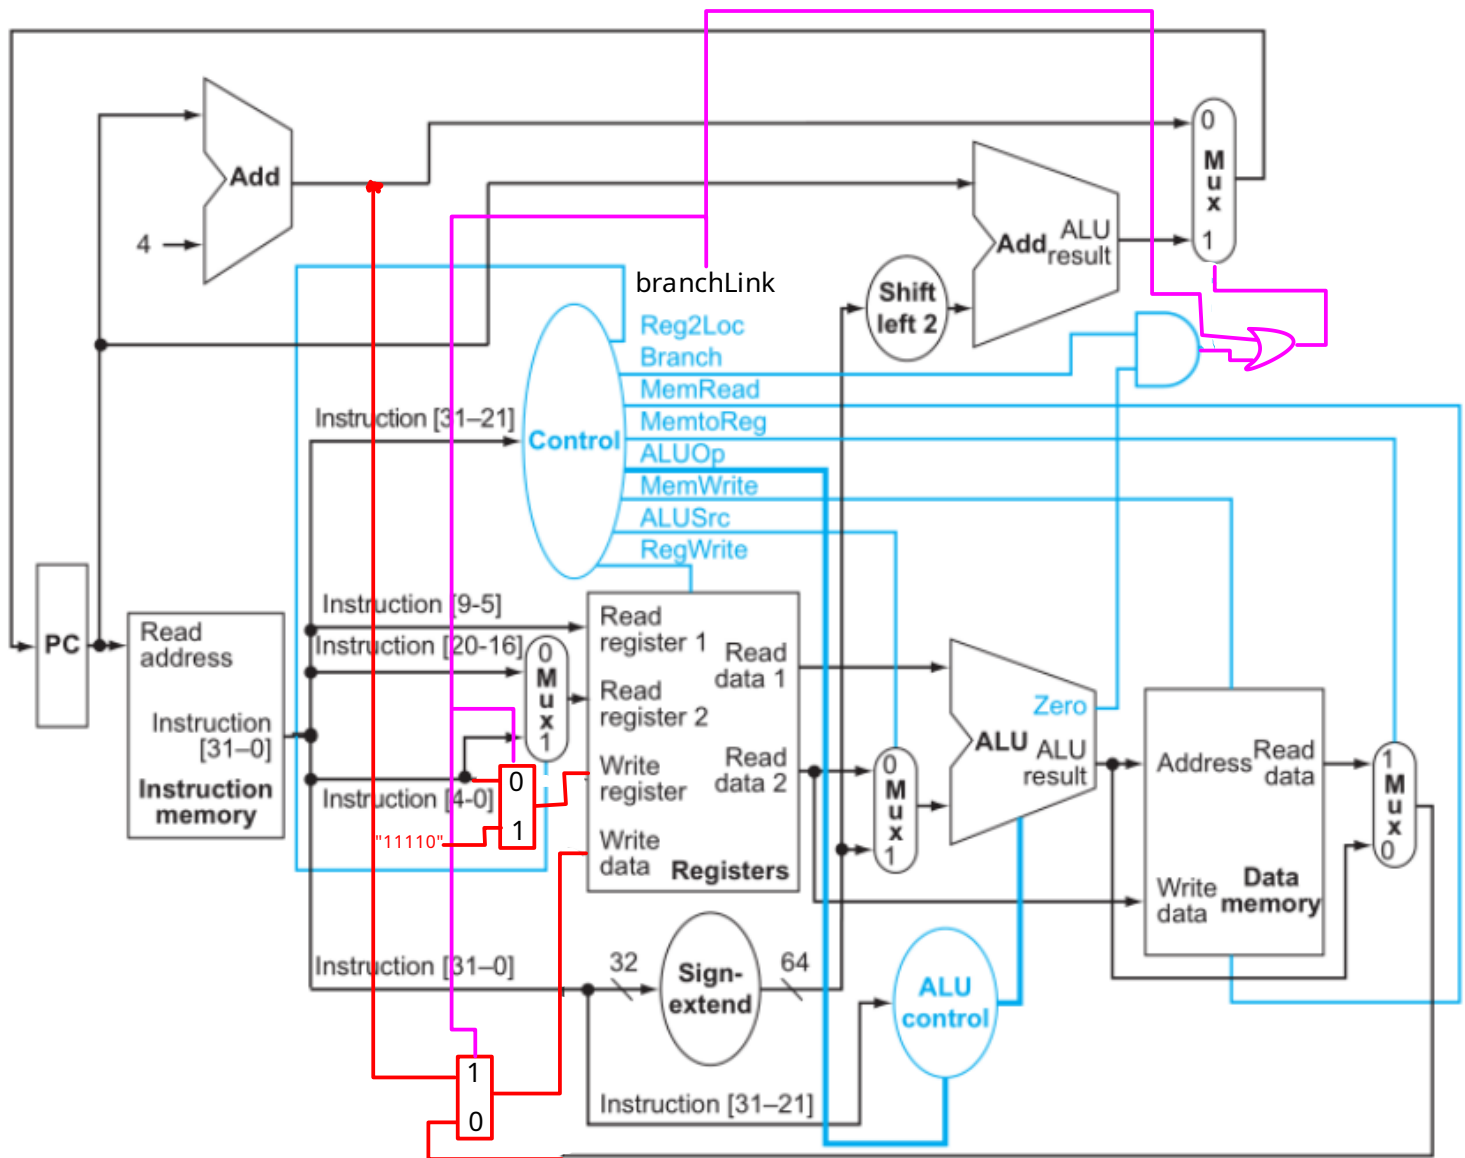 Add
4
branchLink
0
M
u
x
1
Add
ALU
result
Shift
left 2
Reg2Loc
Branch
MemRead
MemtoReg
ALUOp
MemWrite
ALUSrc
RegWrite
Instruction [31–21]
Control
PC
Read
address
Instruction
[31–0]
Instruction
memory
Instruction [9-5]
Instruction [20-16]
Instruction [4-0]
"11110"
0
M
u
x
1
0
1
Read
register 1
Read
register 2
Write
register
Write
data
Read
data 1
Read
data 2
Registers
0
M
u
x
1
Zero
ALU
ALU
result
Address
Read
data
Write
data
Data
memory
1
M
u
x
0
Instruction [31–0]
32
Sign-
extend
64
ALU
control
Instruction [31–21]
1
0